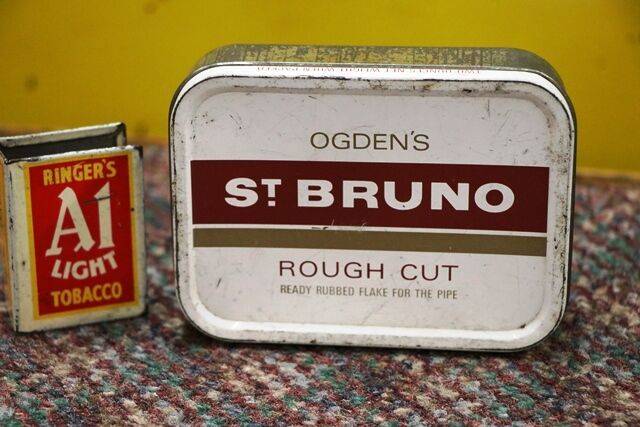 RINGER'S
A1
LIGHT
TOBACCO
OGDEN'S
ST BRUNO
ROUGH CUT
READY RUBBED FLAKE FOR THE PIPE